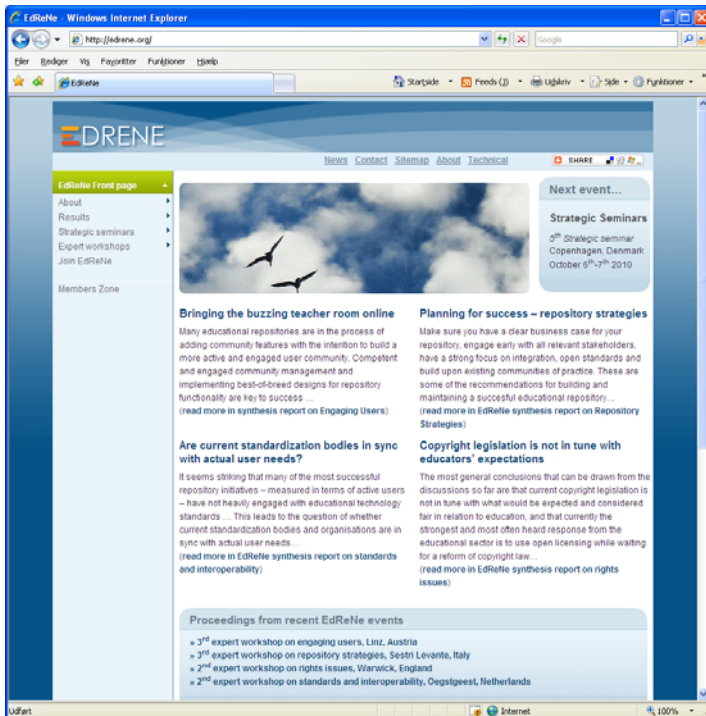 EdReNe - Windows Internet Explorer
http://edrene.org/
Google
Filer Rediger Vis Favoritter Funktioner Hjælp
EdReNe
Startside Feeds (J) Udskriv Side Funktioner
EDRENE
News Contact Sitemap About Technical
SHARE
EdReNe Front page
About
Results
Strategic seminars
Expert workshops
Join EdReNe
Members Zone
Next event...
Strategic Seminars
5th Strategic seminar
Copenhagen, Denmark
October 6th-7th 2010
Bringing the buzzing teacher room online
Many educational repositories are in the process of
adding community features with the intention to build a
more active and engaged user community. Competent
and engaged community management and
implementing best-of-breed designs for repository
functionality are key to success ...
(read more in synthesis report on Engaging Users)
Planning for success – repository strategies
Make sure you have a clear business case for your
repository, engage early with all relevant stakeholders,
have a strong focus on integration, open standards and
build upon existing communities of practice. These are
some of the recommendations for building and
maintaining a succesful educational repository...
(read more in EdReNe synthesis report on Repository
Strategies)
Are current standardization bodies in sync
with actual user needs?
It seems striking that many of the most successful
repository initiatives – measured in terms of active users
– have not heavily engaged with educational technology
standards ... This leads to the question of whether
current standardization bodies and organisations are in
sync with actual user needs...
(read more in EdReNe synthesis report on standards
and interoperability)
Copyright legislation is not in tune with
educators' expectations
The most general conclusions that can be drawn from the
discussions so far are that current copyright legislation is
not in tune with what would be expected and considered
fair in relation to education, and that currently the
strongest and most often heard response from the
educational sector is to use open licensing while waiting
for a reform of copyright law...
(read more in EdReNe synthesis report on rights
issues)
Proceedings from recent EdReNe events
» 3rd expert workshop on engaging users, Linz, Austria
» 3rd expert workshop on repository strategies, Sestri Levante, Italy
» 2nd expert workshop on rights issues, Warwick, England
» 2nd expert workshop on standards and interoperability, Oegstgeest, Netherlands
Udført
Internet
100%